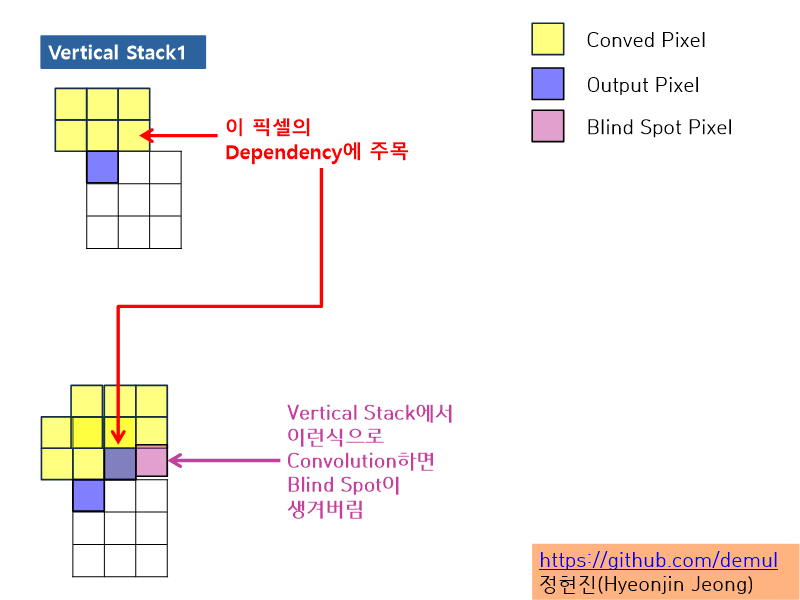 Vertical Stack1
Conved Pixel
Output Pixel
Blind Spot Pixel
이 픽셀의
Dependency에 주목
Vertical Stack에서
이런식으로
Convolution하면
Blind Spot이
생겨버림
https://github.com/demul
정현진(Hyeonjin Jeong)